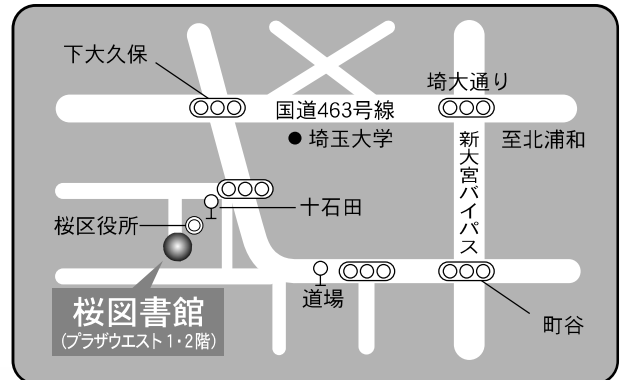 下大久保
埼大通り
国道463号線
埼玉大学
新大宮バイパス
至北浦和
十石田
桜区役所
道場
町谷
桜図書館
(プラザウエスト1・2階)